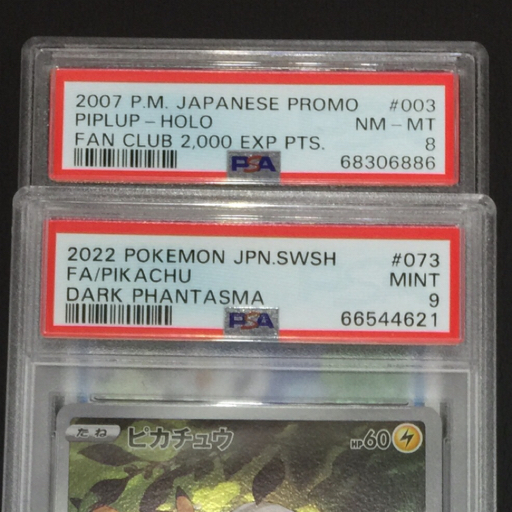 2007 P.M. JAPANESE PROMO #003
PIPLUP-HOLO NM-MT
FAN CLUB 2,000 EXP PTS. 8
PSA 68306886
2022 POKEMON JPN.SWSH #073
FA/PIKACHU MINT
DARK PHANTASMA 9
PSA 66544621
たね ピカチュウ HP60